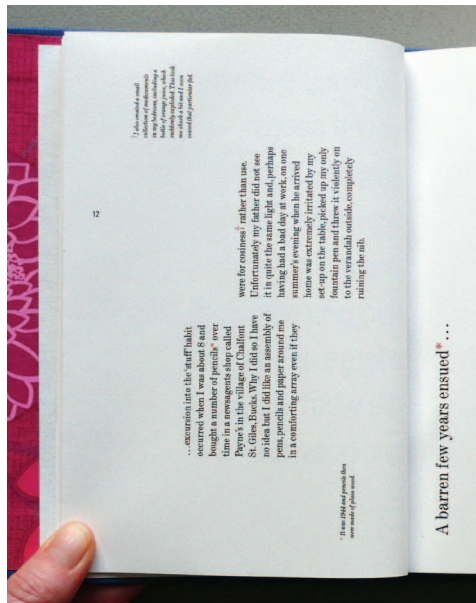 …excursion into the 'stuff' habit
occurred when I was about 8 and
bought a number of pencils* over
time in a newsagents shop called
Payne's in the village of Chalfont
St. Giles, Bucks. Why I did so I have
no idea but I did like an assembly of
pens, pencils and paper around me
in a comforting array even if they
* It was 1944 and pencils then
were made of plain wood.
were for cosiness† rather than use.
Unfortunately my father did not see
it in quite the same light and, perhaps
having had a bad day at work, on one
summer's evening when he arrived
home was extremely irritated by my
set-up on the table, picked up my only
fountain pen and threw it violently on
to the verandah outside, completely
ruining the nib.
† I also created a small
collection of medicaments
in my bedroom, including a
bottle of orange juice, which
suddenly exploded. This took
me aback a bit and I soon
ceased that particular fad.
12
A barren few years ensued* …